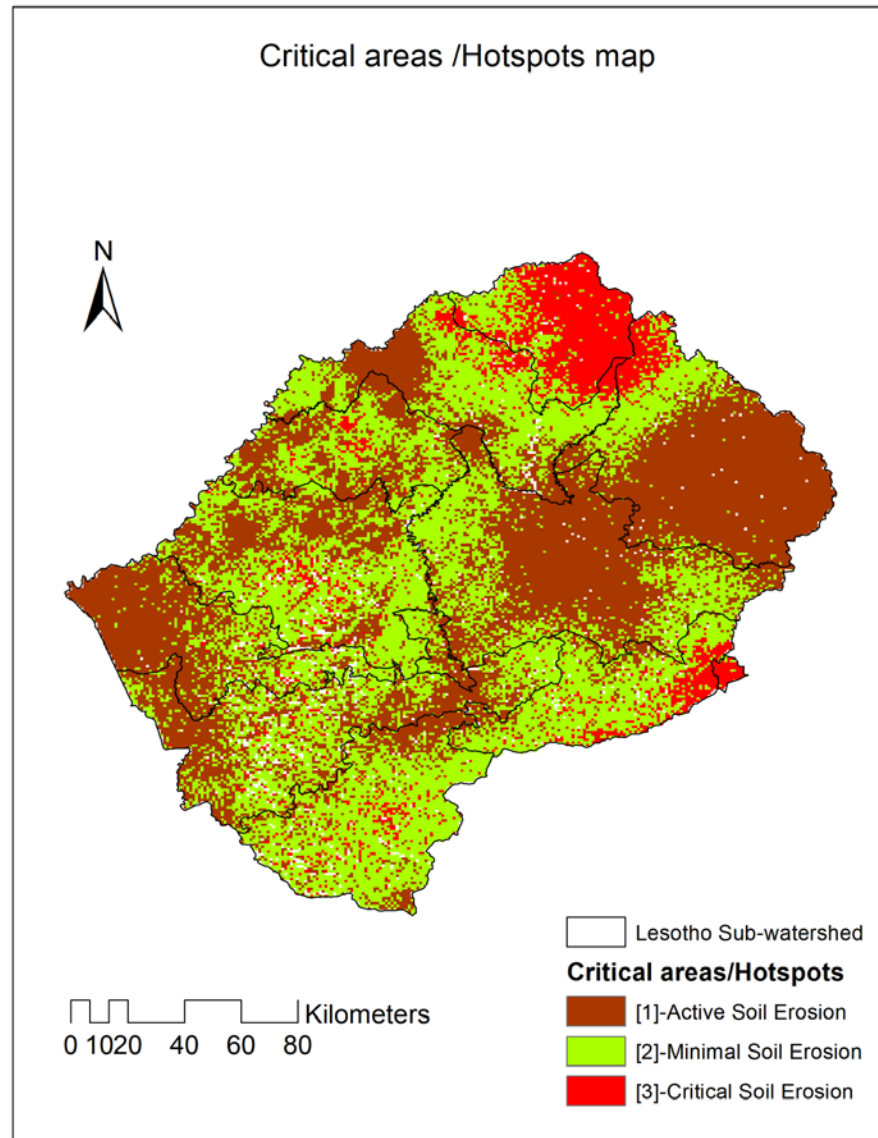 Critical areas /Hotspots map
N
Lesotho Sub-watershed
Critical areas/Hotspots
[1]-Active Soil Erosion
[2]-Minimal Soil Erosion
[3]-Critical Soil Erosion
Kilometers
0 1020 40 60 80